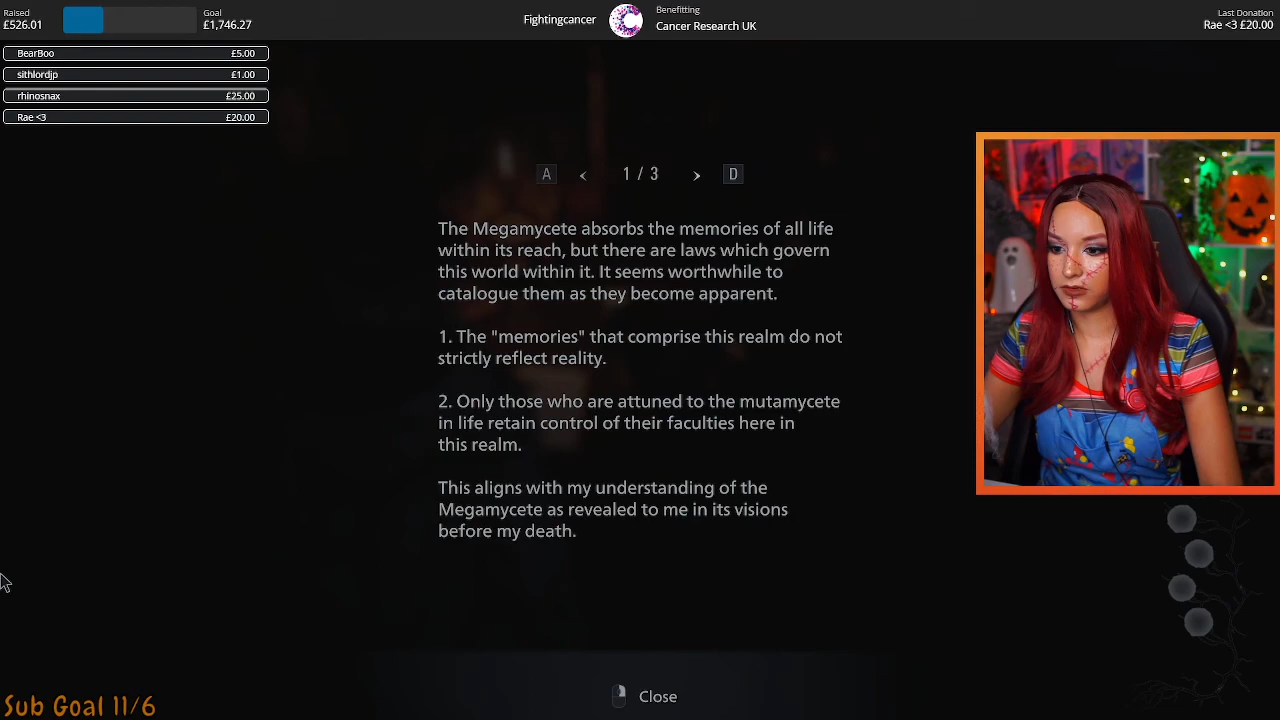 Raised
£526.01
Goal
£1,746.27
Fightingcancer
Benefitting
Cancer Research UK
Last Donation
Rae <3 £20.00
BearBoo £5.00
sithlordjp £1.00
rhinosnax £25.00
Rae <3 £20.00
A < 1 / 3 > D
The Megamycete absorbs the memories of all life
within its reach, but there are laws which govern
this world within it. It seems worthwhile to
catalogue them as they become apparent.
1. The "memories" that comprise this realm do not
strictly reflect reality.
2. Only those who are attuned to the mutamycete
in life retain control of their faculties here in
this realm.
This aligns with my understanding of the
Megamycete as revealed to me in its visions
before my death.
Close
Sub Goal 11/6